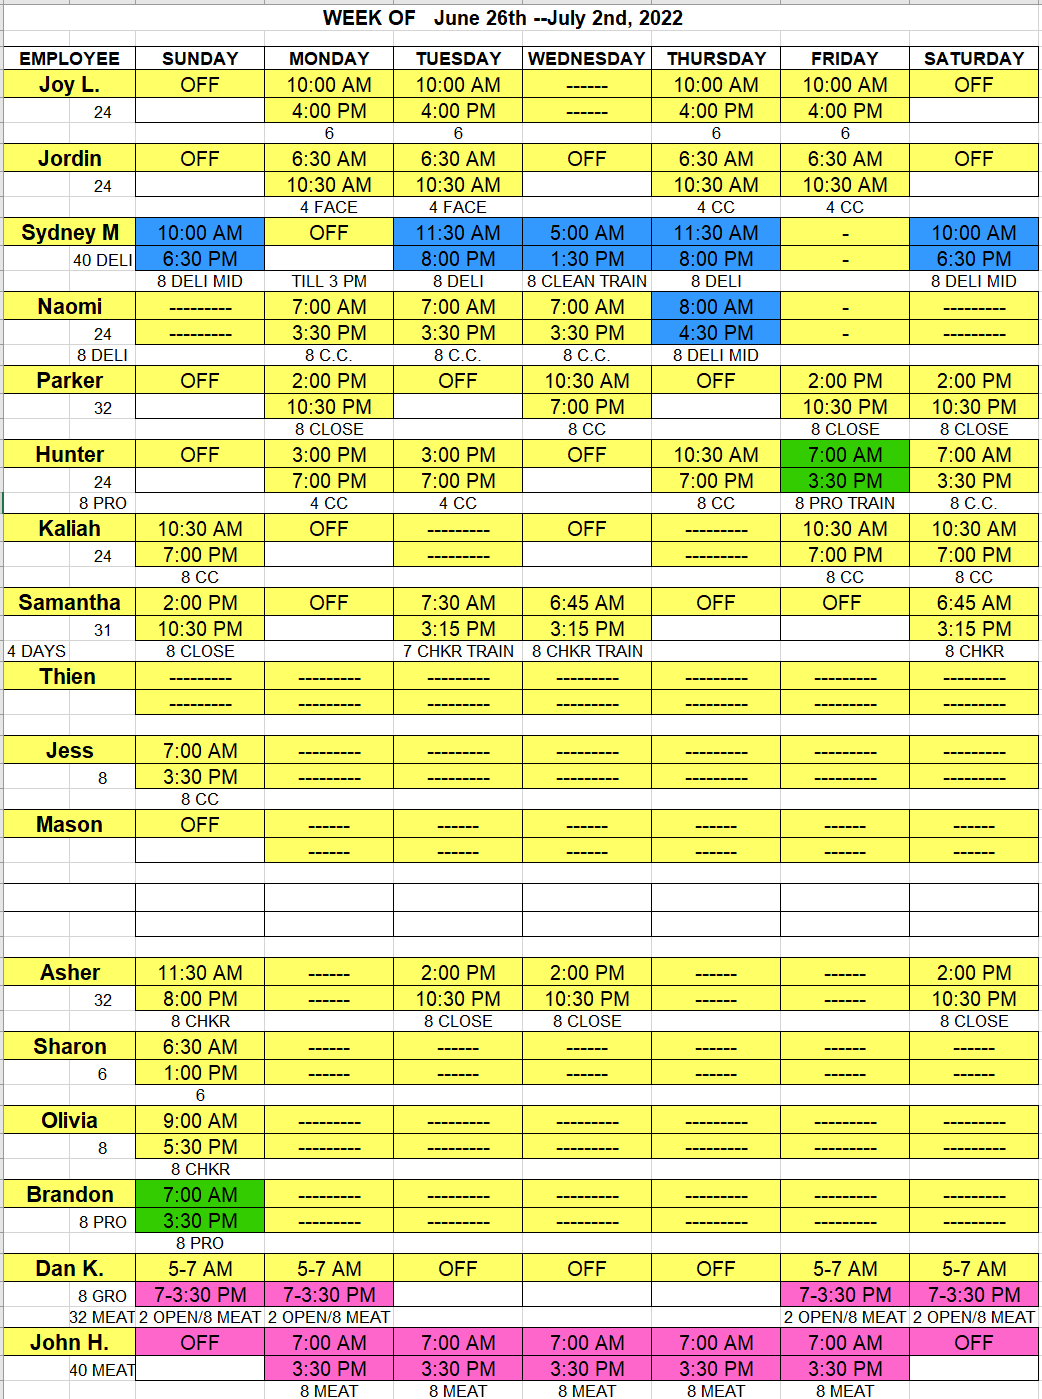 WEEK OF June 26th --July 2nd, 2022
EMPLOYEE SUNDAY MONDAY TUESDAY WEDNESDAY THURSDAY FRIDAY SATURDAY
Joy L. OFF 10:00 AM 10:00 AM ------ 10:00 AM 10:00 AM OFF
24 4:00 PM 4:00 PM ------ 4:00 PM 4:00 PM
6 6 6 6
Jordin OFF 6:30 AM 6:30 AM OFF 6:30 AM 6:30 AM OFF
24 10:30 AM 10:30 AM 10:30 AM 10:30 AM
4 FACE 4 FACE 4 CC 4 CC
Sydney M 10:00 AM OFF 11:30 AM 5:00 AM 11:30 AM - 10:00 AM
40 DELI 6:30 PM 8:00 PM 1:30 PM 8:00 PM - 6:30 PM
8 DELI MID TILL 3 PM 8 DELI 8 CLEAN TRAIN 8 DELI 8 DELI MID
Naomi --------- 7:00 AM 7:00 AM 7:00 AM 8:00 AM - ---------
24 --------- 3:30 PM 3:30 PM 3:30 PM 4:30 PM - ---------
8 DELI 8 C.C. 8 C.C. 8 C.C. 8 DELI MID
Parker OFF 2:00 PM OFF 10:30 AM OFF 2:00 PM 2:00 PM
32 10:30 PM 7:00 PM 10:30 PM 10:30 PM
8 CLOSE 8 CC 8 CLOSE 8 CLOSE
Hunter OFF 3:00 PM 3:00 PM OFF 10:30 AM 7:00 AM 7:00 AM
24 7:00 PM 7:00 PM 7:00 PM 3:30 PM 3:30 PM
8 PRO 4 CC 4 CC 8 CC 8 PRO TRAIN 8 C.C.
Kaliah 10:30 AM OFF --------- OFF --------- 10:30 AM 10:30 AM
24 7:00 PM --------- --------- 7:00 PM 7:00 PM
8 CC 8 CC 8 CC
Samantha 2:00 PM OFF 7:30 AM 6:45 AM OFF OFF 6:45 AM
31 10:30 PM 3:15 PM 3:15 PM 3:15 PM
4 DAYS 8 CLOSE 7 CHKR TRAIN 8 CHKR TRAIN 8 CHKR
Thien --------- --------- --------- --------- --------- --------- ---------
--------- --------- --------- --------- --------- --------- ---------
Jess 7:00 AM --------- --------- --------- --------- --------- ---------
8 3:30 PM --------- --------- --------- --------- --------- ---------
8 CC
Mason OFF ------ ------ ------ ------ ------ ------
------ ------ ------ ------ ------ ------
Asher 11:30 AM ------ 2:00 PM 2:00 PM ------ ------ 2:00 PM
32 8:00 PM ------ 10:30 PM 10:30 PM ------ ------ 10:30 PM
8 CHKR 8 CLOSE 8 CLOSE 8 CLOSE
Sharon 6:30 AM ------ ------ ------ ------ ------ ------
6 1:00 PM ------ ------ ------ ------ ------ ------
6
Olivia 9:00 AM --------- --------- --------- --------- --------- ---------
8 5:30 PM --------- --------- --------- --------- --------- ---------
8 CHKR
Brandon 7:00 AM --------- --------- --------- --------- --------- ---------
8 PRO 3:30 PM --------- --------- --------- --------- --------- ---------
8 PRO
Dan K. 5-7 AM 5-7 AM OFF OFF OFF 5-7 AM 5-7 AM
8 GRO 7-3:30 PM 7-3:30 PM 7-3:30 PM 7-3:30 PM
32 MEAT 2 OPEN/8 MEAT 2 OPEN/8 MEAT 2 OPEN/8 MEAT 2 OPEN/8 MEAT
John H. OFF 7:00 AM 7:00 AM 7:00 AM 7:00 AM 7:00 AM OFF
40 MEAT 3:30 PM 3:30 PM 3:30 PM 3:30 PM 3:30 PM
8 MEAT 8 MEAT 8 MEAT 8 MEAT 8 MEAT